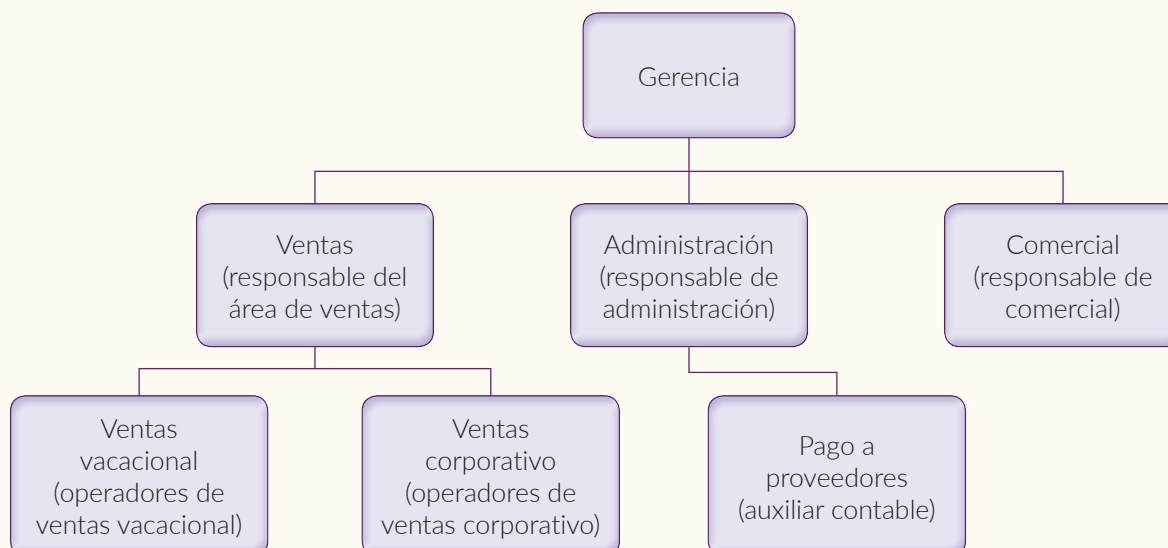 Gerencia
Ventas
(responsable del
área de ventas)
Administración
(responsable de
administración)
Comercial
(responsable de
comercial)
Ventas
vacacional
(operadores de
ventas vacacional)
Ventas
corporativo
(operadores de
ventas corporativo)
Pago a
proveedores
(auxiliar contable)